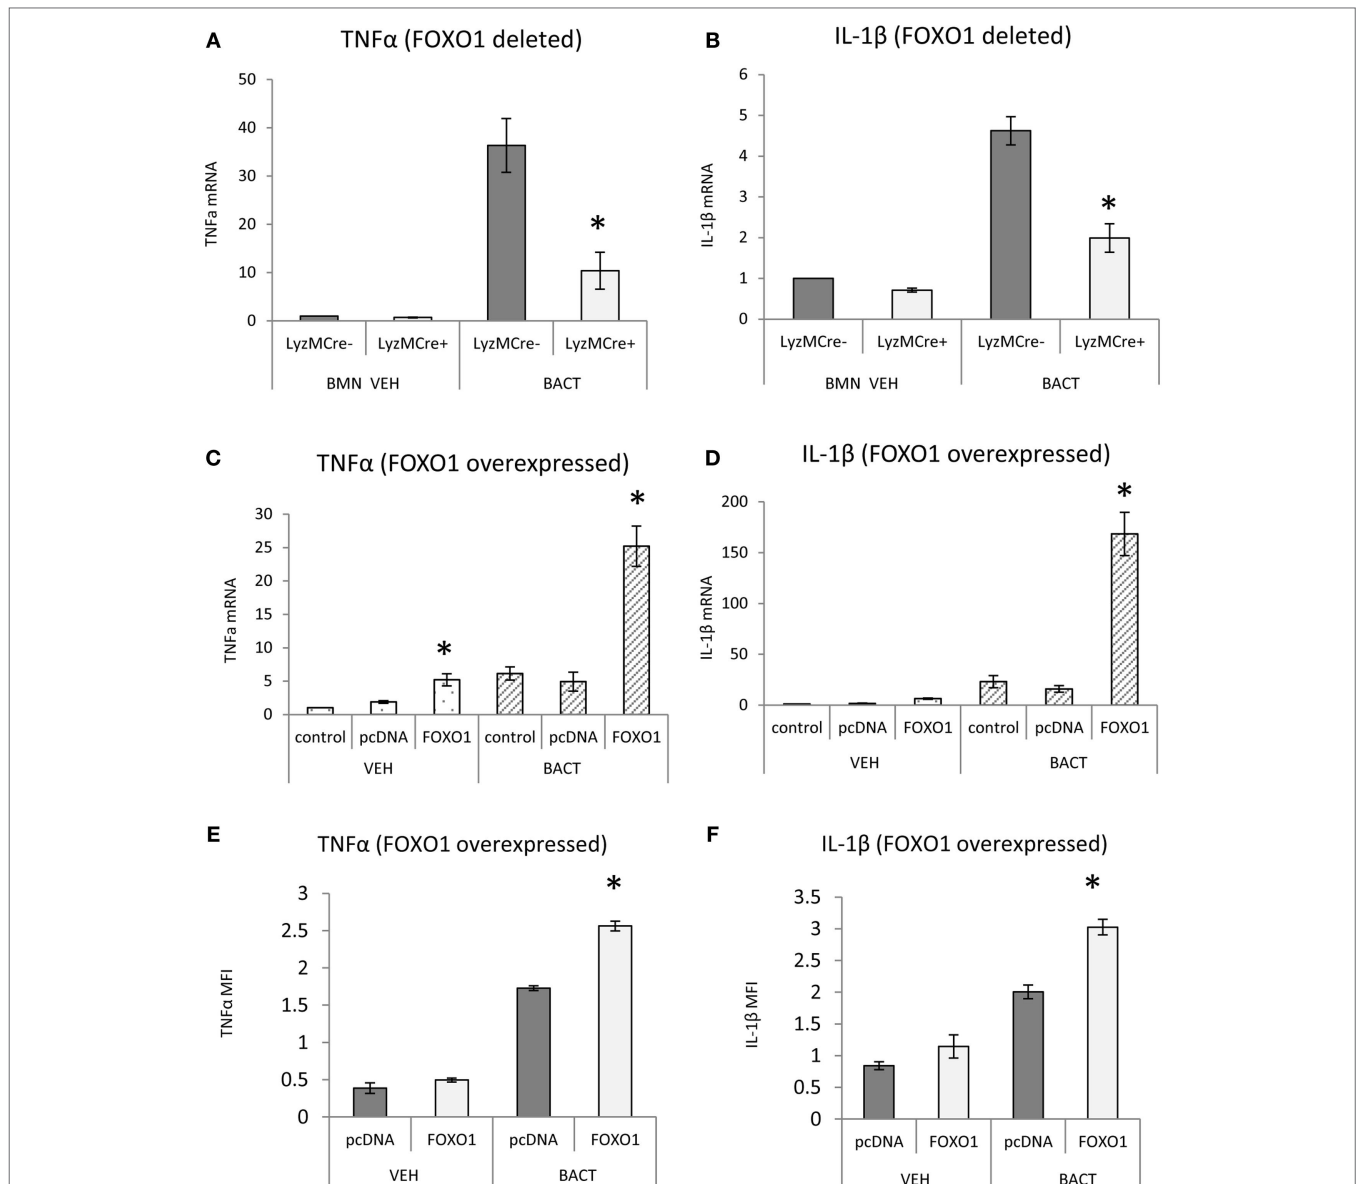 A
TNFα (FOXO1 deleted)
50
40
30
20
10
0
TNFa mRNA
LyzMCre- LyzMCre+ LyzMCre- LyzMCre+
BMN VEH BACT
B
IL-1β (FOXO1 deleted)
6
5
4
3
2
1
0
IL-1β mRNA
*
*
LyzMCre- LyzMCre+ LyzMCre- LyzMCre+
BMN VEH BACT
C
TNFα (FOXO1 overexpressed)
30
25
20
15
10
5
0
TNFa mRNA
*
*
control pcDNA FOXO1 control pcDNA FOXO1
VEH BACT
D
IL-1β (FOXO1 overexpressed)
200
150
100
50
0
IL-1β mRNA
*
control pcDNA FOXO1 control pcDNA FOXO1
VEH BACT
E
TNFα (FOXO1 overexpressed)
3
2.5
2
1.5
1
0.5
0
TNFα MFI
*
pcDNA FOXO1 pcDNA FOXO1
VEH BACT
F
IL-1β (FOXO1 overexpressed)
3.5
3
2.5
2
1.5
1
0.5
0
IL-1β MFI
*
pcDNA FOXO1 pcDNA FOXO1
VEH BACT